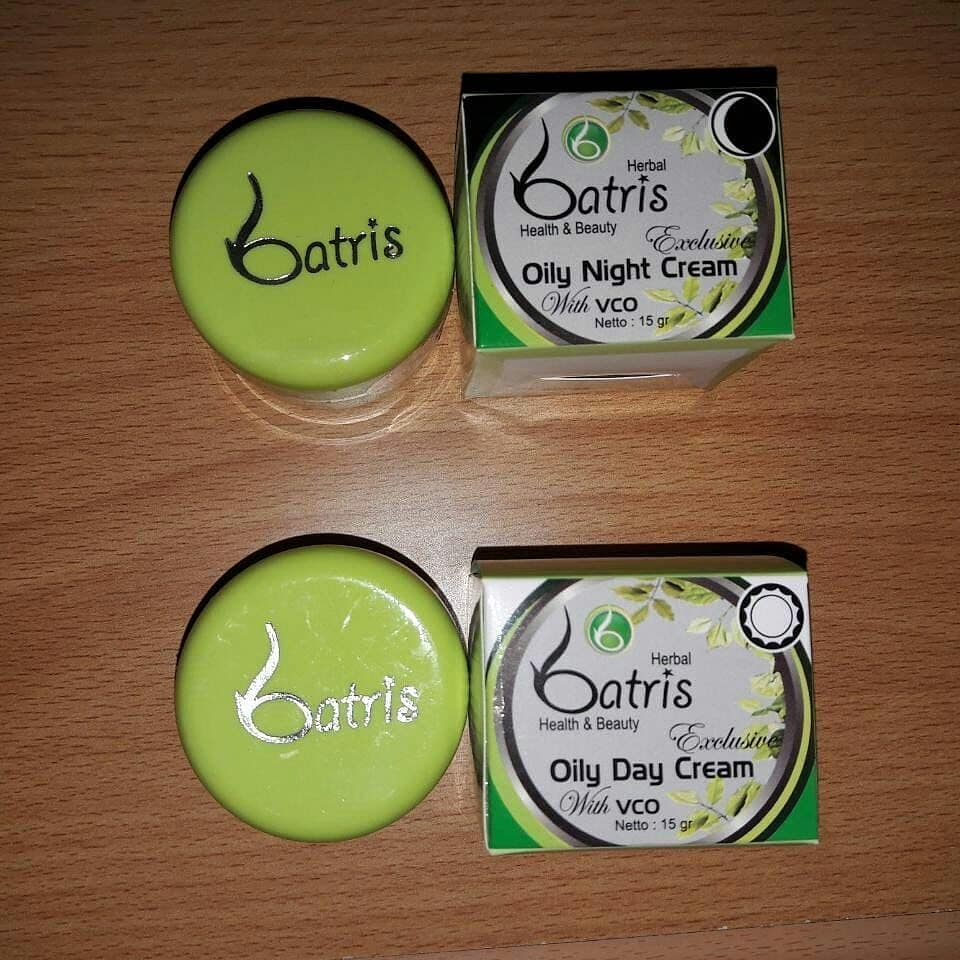 batris
Herbal
batris
Health & Beauty
Exclusive
Oily Night Cream
With VCO
Netto : 15 gr
batris
Herbal
batris
Health & Beauty
Exclusive
Oily Day Cream
With VCO
Netto : 15 gr